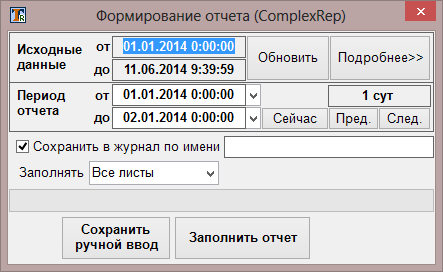 Формирование отчета (ComplexRep)
Исходные данные от 01.01.2014 0:00:00 Обновить Подробнее>>
до 11.06.2014 9:39:59
Период отчета от 01.01.2014 0:00:00 1 сут
до 02.01.2014 0:00:00 Сейчас Пред. След.
Сохранить в журнал по имени
Заполнять Все листы
Сохранить ручной ввод Заполнить отчет